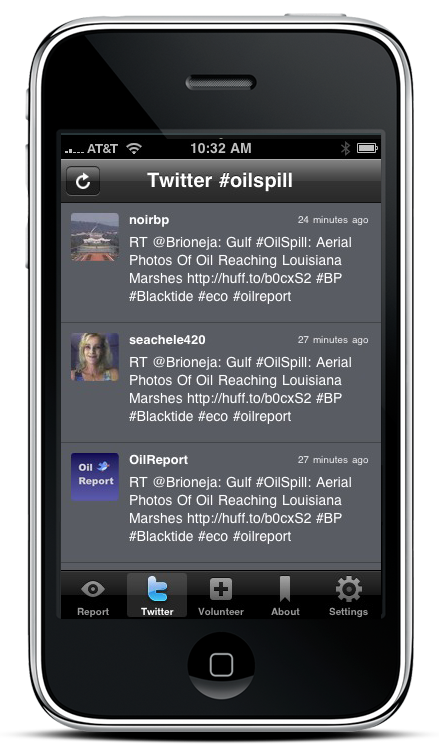 AT&T 10:32 AM
Twitter #oilspill
noirbp 24 minutes ago
RT @Brioneja: Gulf #OilSpill: Aerial
Photos Of Oil Reaching Louisiana
Marshes http://huff.to/b0cxS2 #BP
#Blacktide #eco #oilreport
seachele420 27 minutes ago
RT @Brioneja: Gulf #OilSpill: Aerial
Photos Of Oil Reaching Louisiana
Marshes http://huff.to/b0cxS2 #BP
#Blacktide #eco #oilreport
Oil
Report
OilReport 27 minutes ago
RT @Brioneja: Gulf #OilSpill: Aerial
Photos Of Oil Reaching Louisiana
Marshes http://huff.to/b0cxS2 #BP
#Blacktide #eco #oilreport
Report Twitter Volunteer About Settings